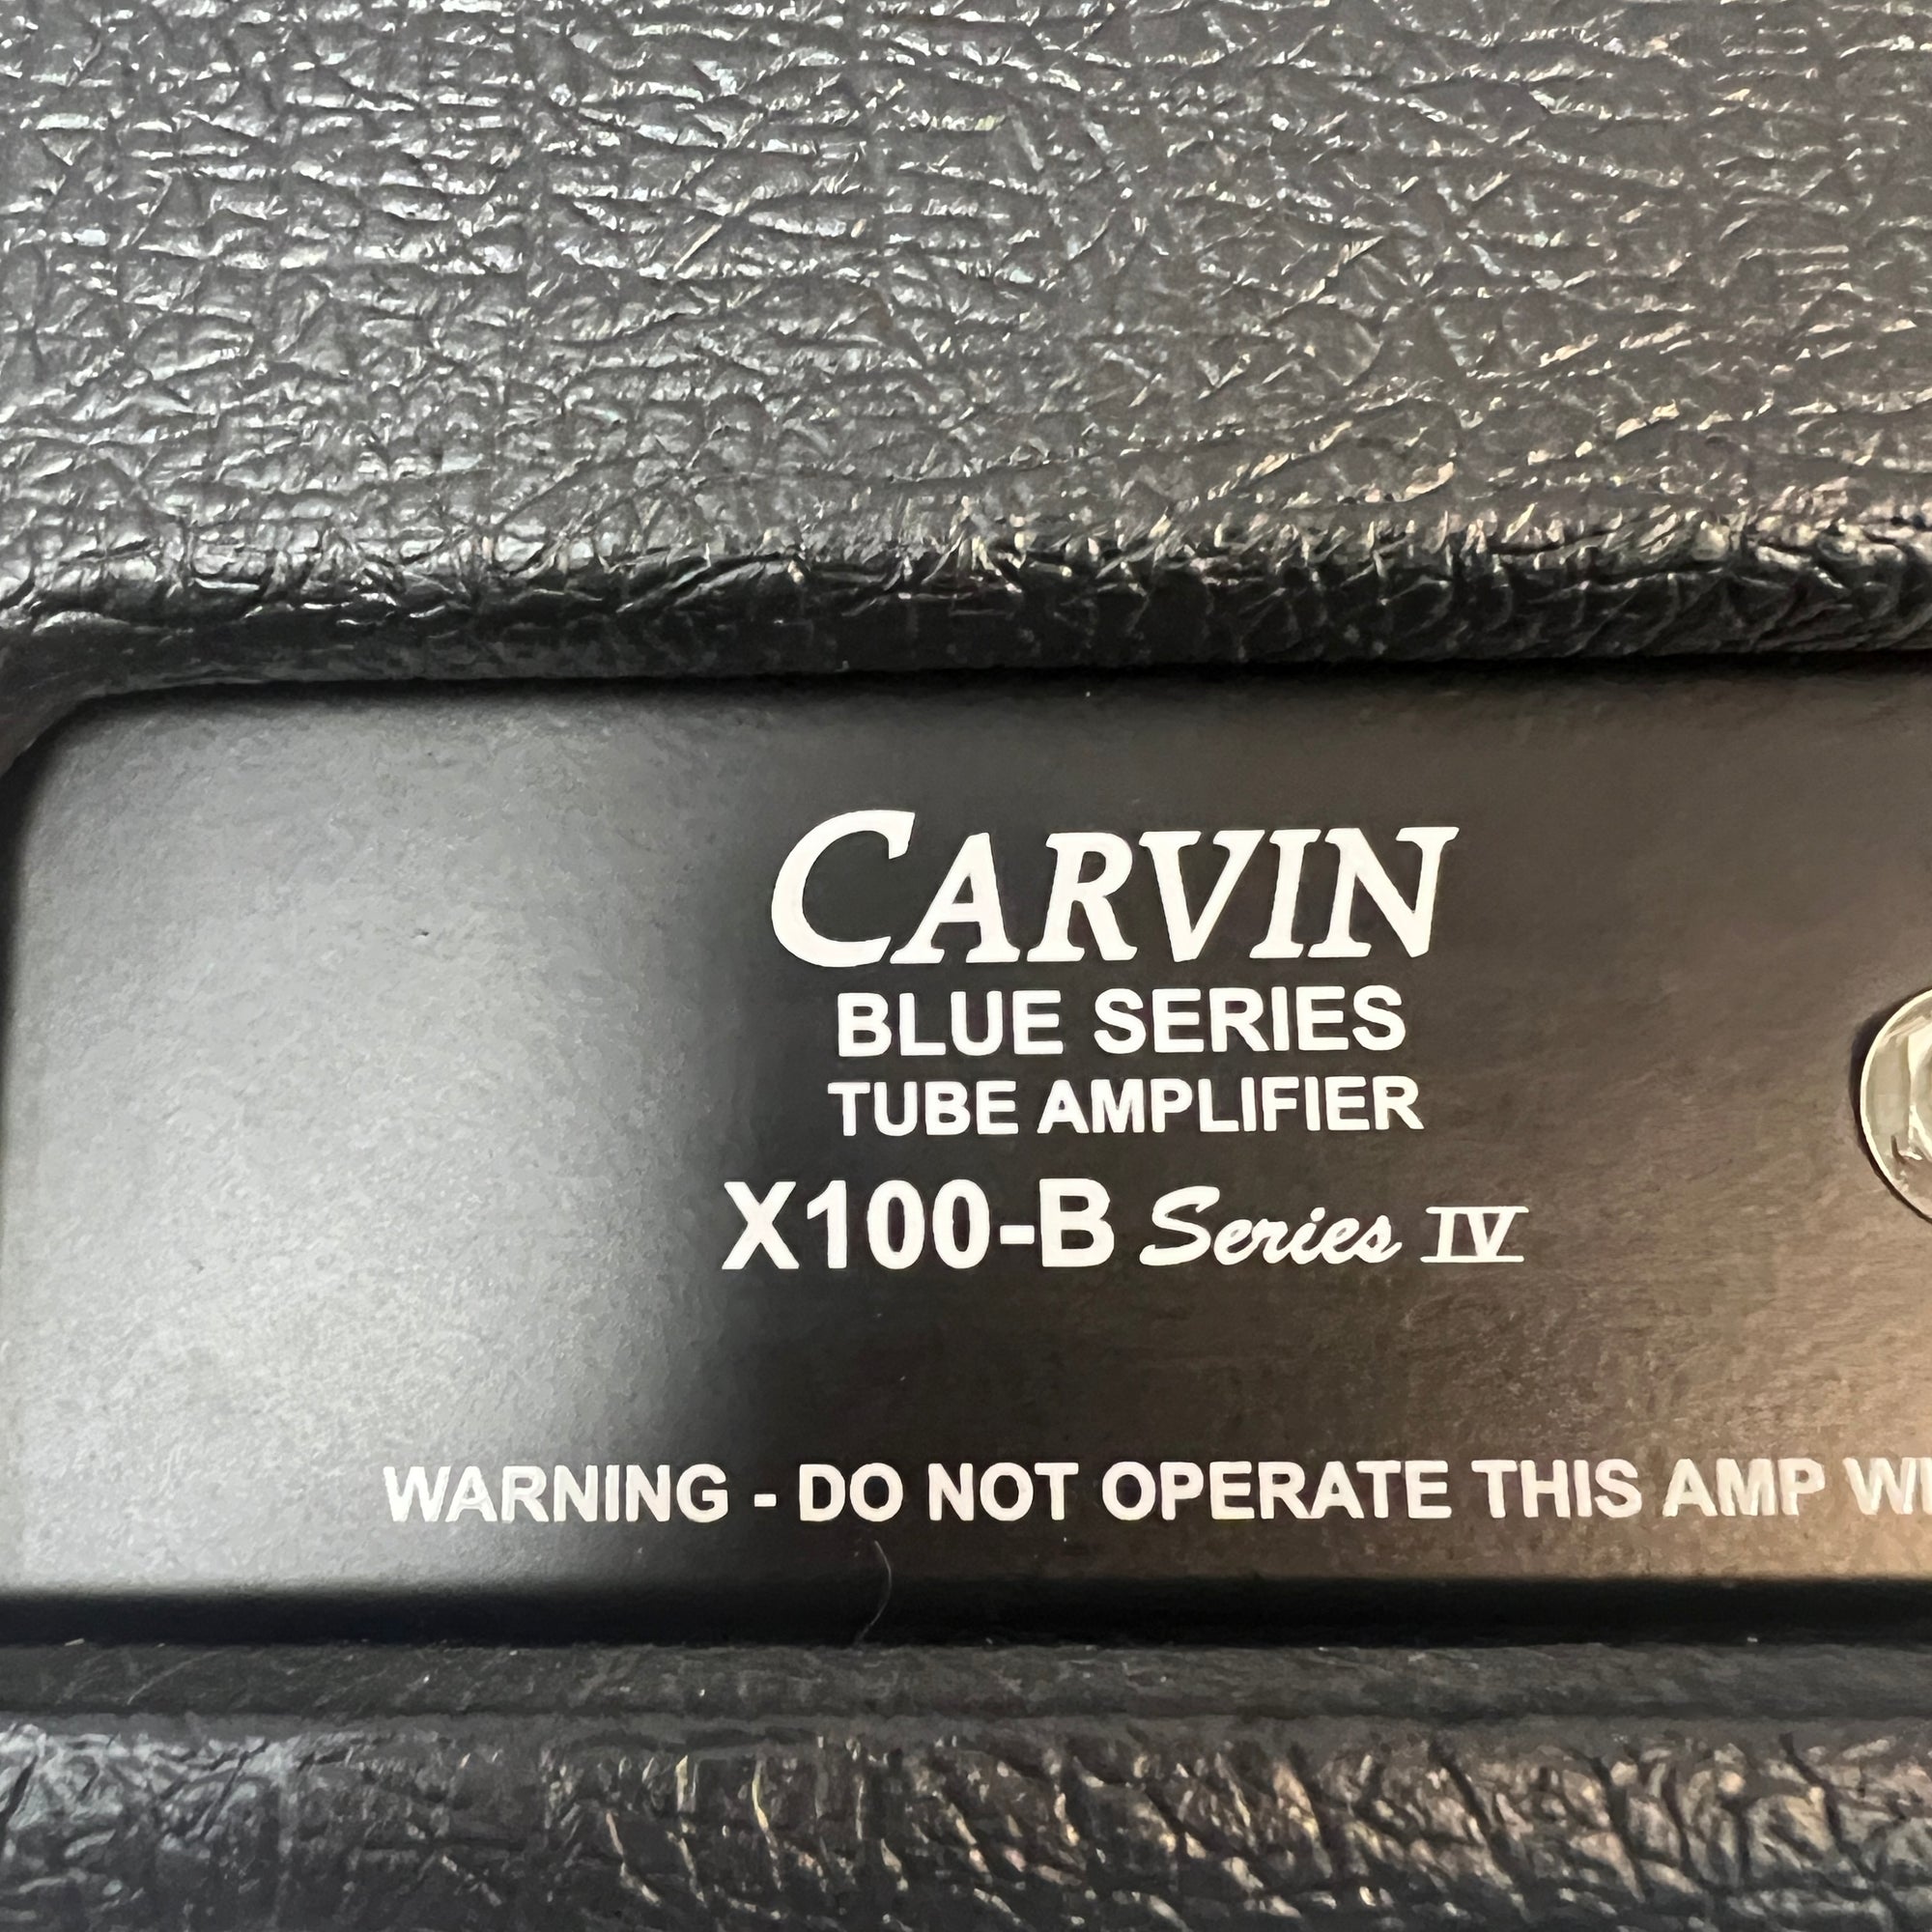 CARVIN
BLUE SERIES
TUBE AMPLIFIER
X100-B Series IV
WARNING - DO NOT OPERATE THIS AMP